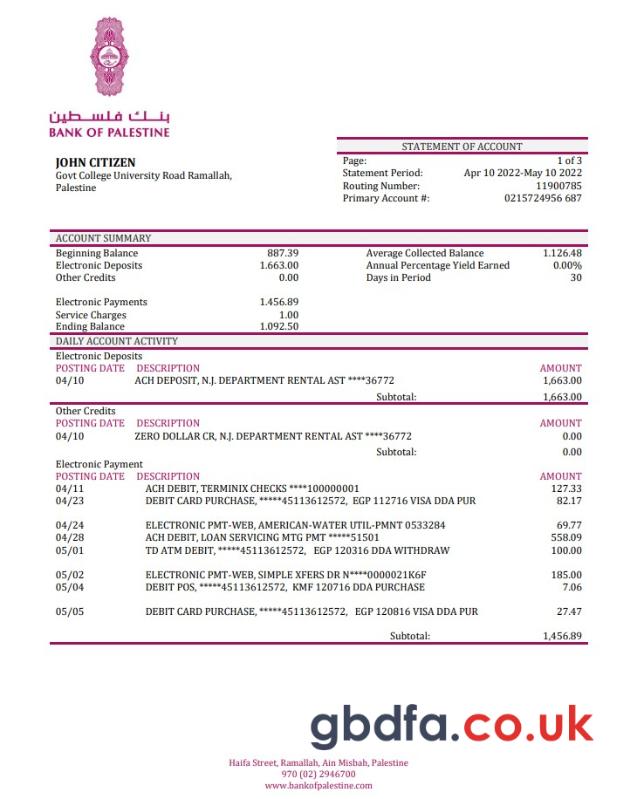 بنك فلسطين
BANK OF PALESTINE
JOHN CITIZEN
Govt College University Road Ramallah,
Palestine
STATEMENT OF ACCOUNT
Page: 1 of 3
Statement Period: Apr 10 2022-May 10 2022
Routing Number: 11900785
Primary Account #: 0215724956 687
ACCOUNT SUMMARY
Beginning Balance 887.39 Average Collected Balance 1.126.48
Electronic Deposits 1.663.00 Annual Percentage Yield Earned 0.00%
Other Credits 0.00 Days in Period 30
Electronic Payments 1.456.89
Service Charges 1.00
Ending Balance 1.092.50
DAILY ACCOUNT ACTIVITY
Electronic Deposits
POSTING DATE DESCRIPTION AMOUNT
04/10 ACH DEPOSIT, N.J. DEPARTMENT RENTAL AST ****36772 1,663.00
Subtotal: 1,663.00
Other Credits
POSTING DATE DESCRIPTION AMOUNT
04/10 ZERO DOLLAR CR, N.J. DEPARTMENT RENTAL AST ****36772 0.00
Subtotal: 0.00
Electronic Payment
POSTING DATE DESCRIPTION AMOUNT
04/11 ACH DEBIT, TERMINIX CHECKS ****100000001 127.33
04/23 DEBIT CARD PURCHASE, *****45113612572, EGP 112716 VISA DDA PUR 82.17
04/24 ELECTRONIC PMT-WEB, AMERICAN-WATER UTIL-PMNT 0533284 69.77
04/28 ACH DEBIT, LOAN SERVICING MTG PMT *****51501 558.09
05/01 TD ATM DEBIT, *****45113612572, EGP 120316 DDA WITHDRAW 100.00
05/02 ELECTRONIC PMT-WEB, SIMPLE XFERS DR N****0000021K6F 185.00
05/04 DEBIT POS, *****45113612572, KMF 120716 DDA PURCHASE 7.06
05/05 DEBIT CARD PURCHASE, *****45113612572, EGP 120816 VISA DDA PUR 27.47
Subtotal: 1,456.89
gbdfa.co.uk
Haifa Street, Ramallah, Ain Misbah, Palestine
970 (02) 2946700
www.bankofpalestine.com